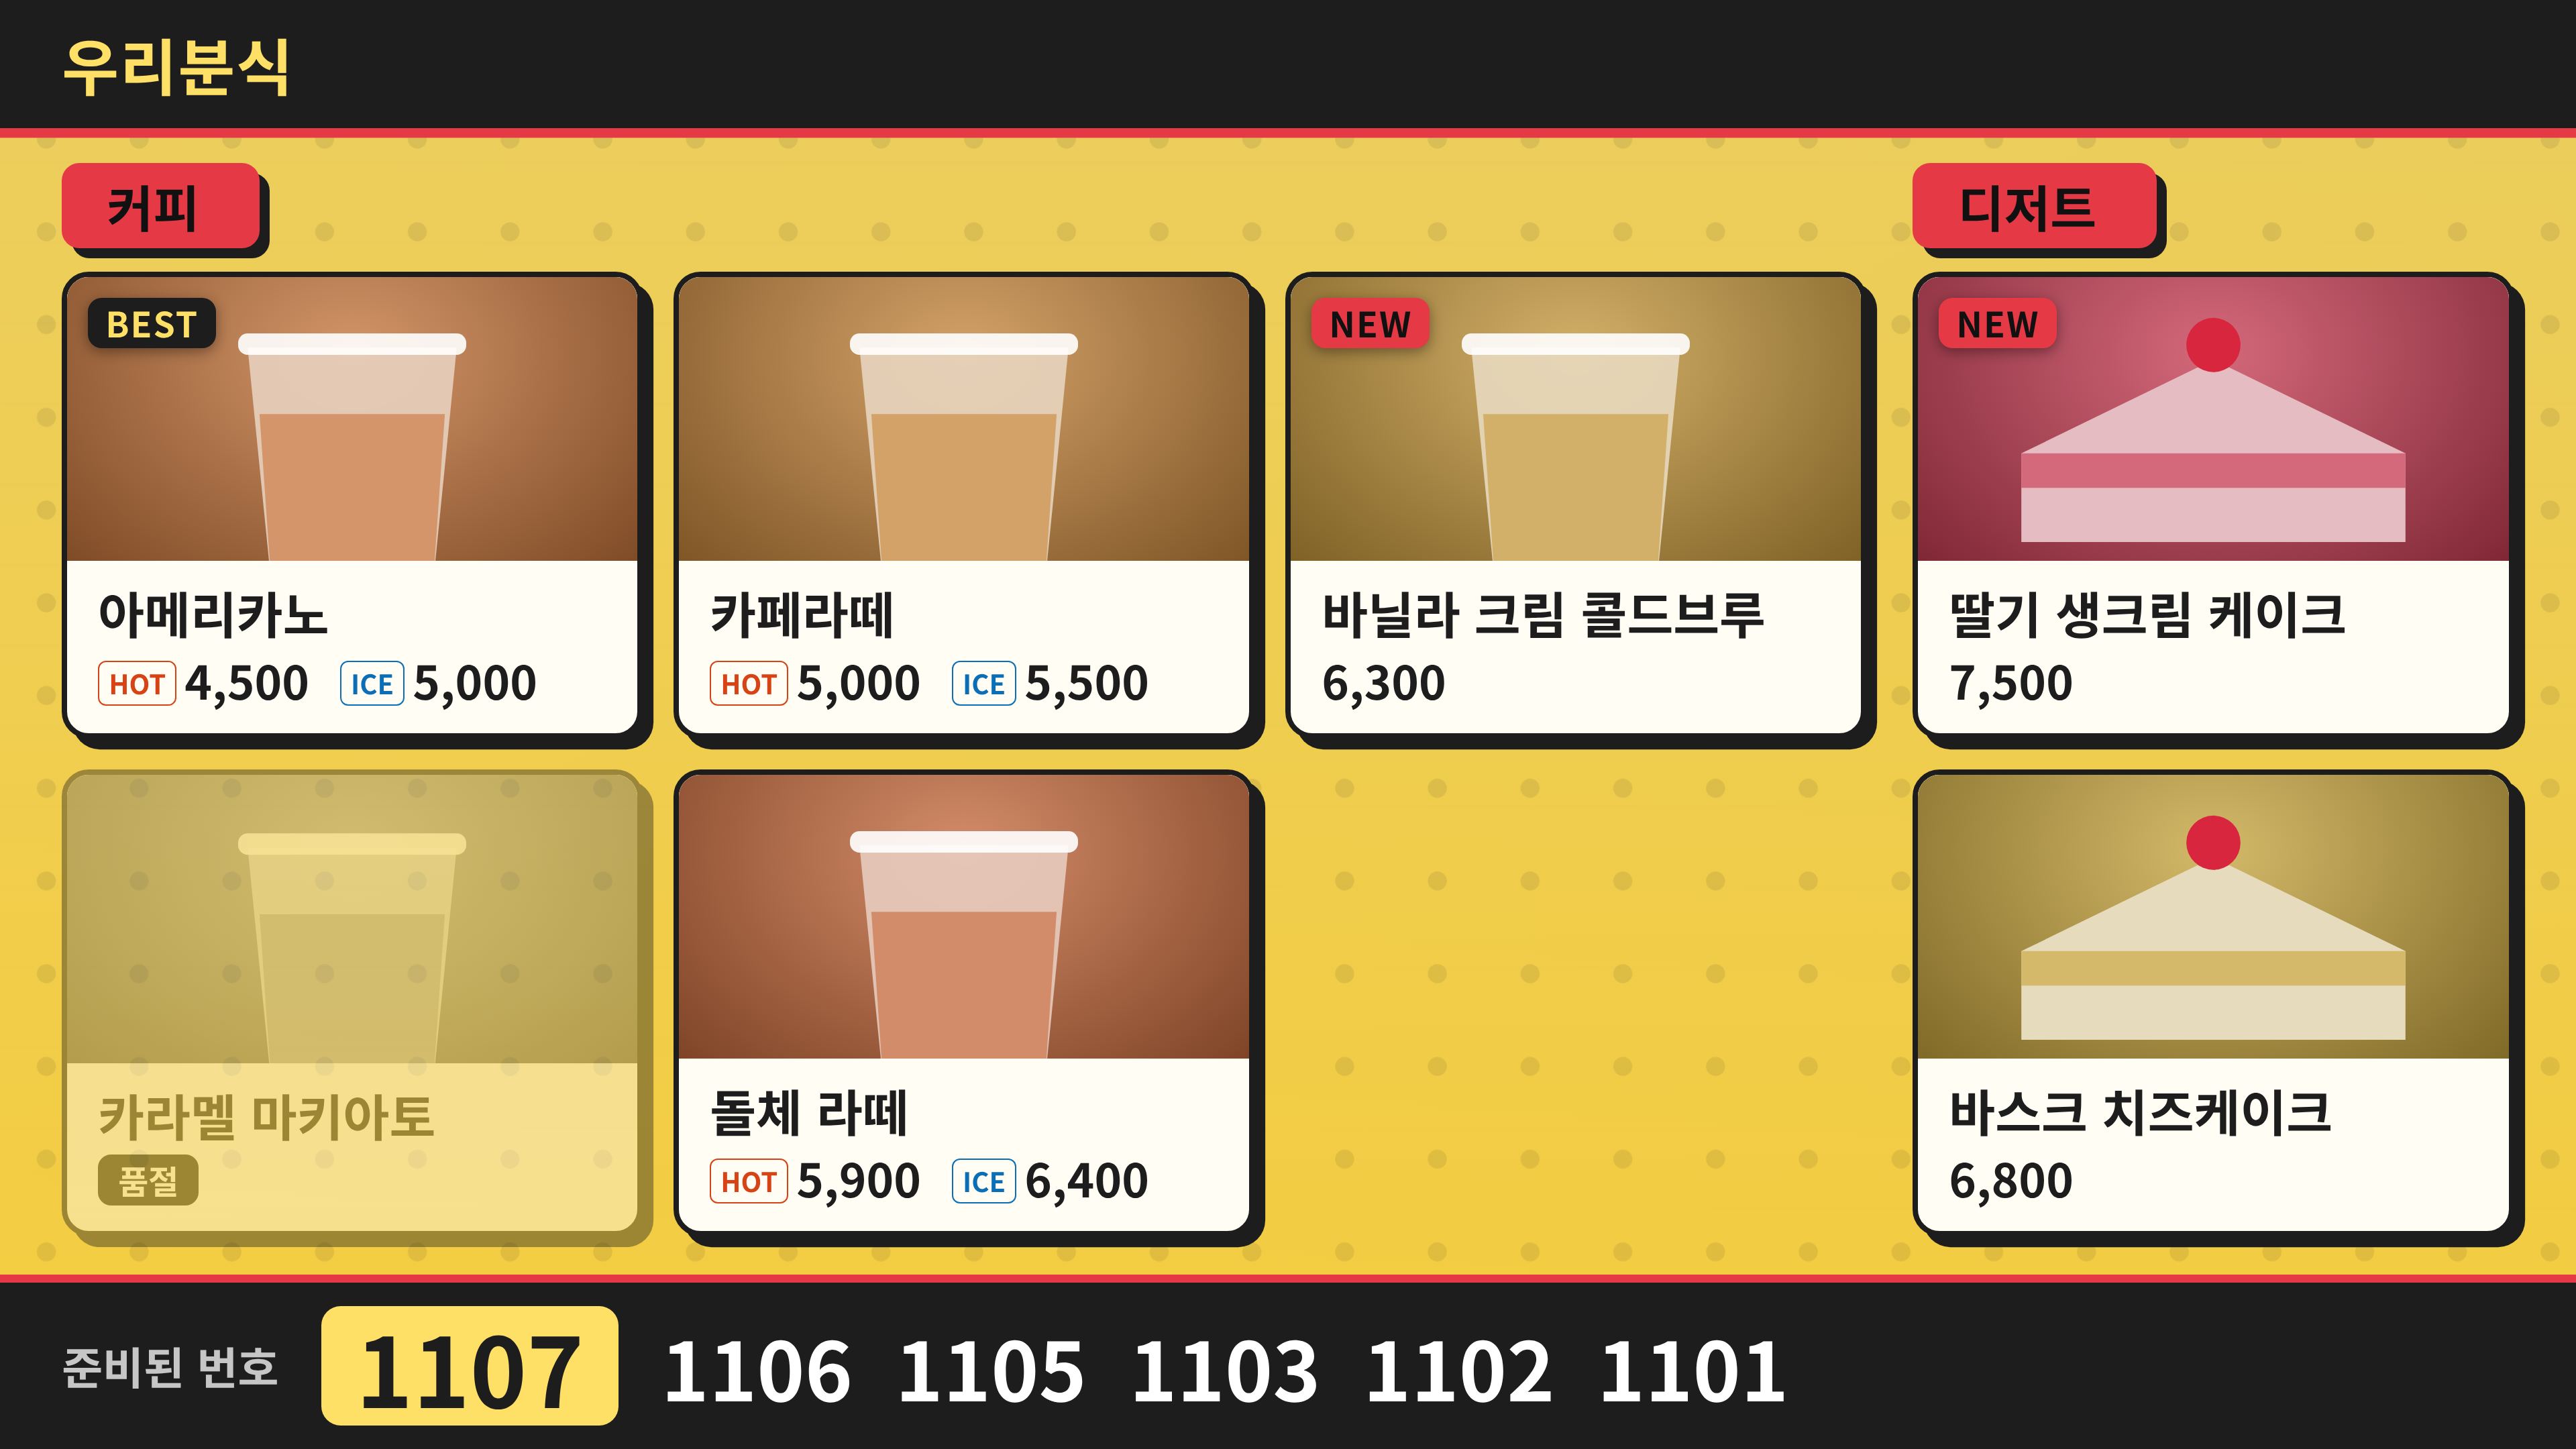 우리분식
커피
BEST
아메리카노
HOT 4,500 ICE 5,000
카페라떼
HOT 5,000 ICE 5,500
NEW
바닐라 크림 콜드브루
6,300
카라멜 마키아토
품절
돌체 라떼
HOT 5,900 ICE 6,400
디저트
NEW
딸기 생크림 케이크
7,500
바스크 치즈케이크
6,800
준비된 번호 1107 1106 1105 1103 1102 1101